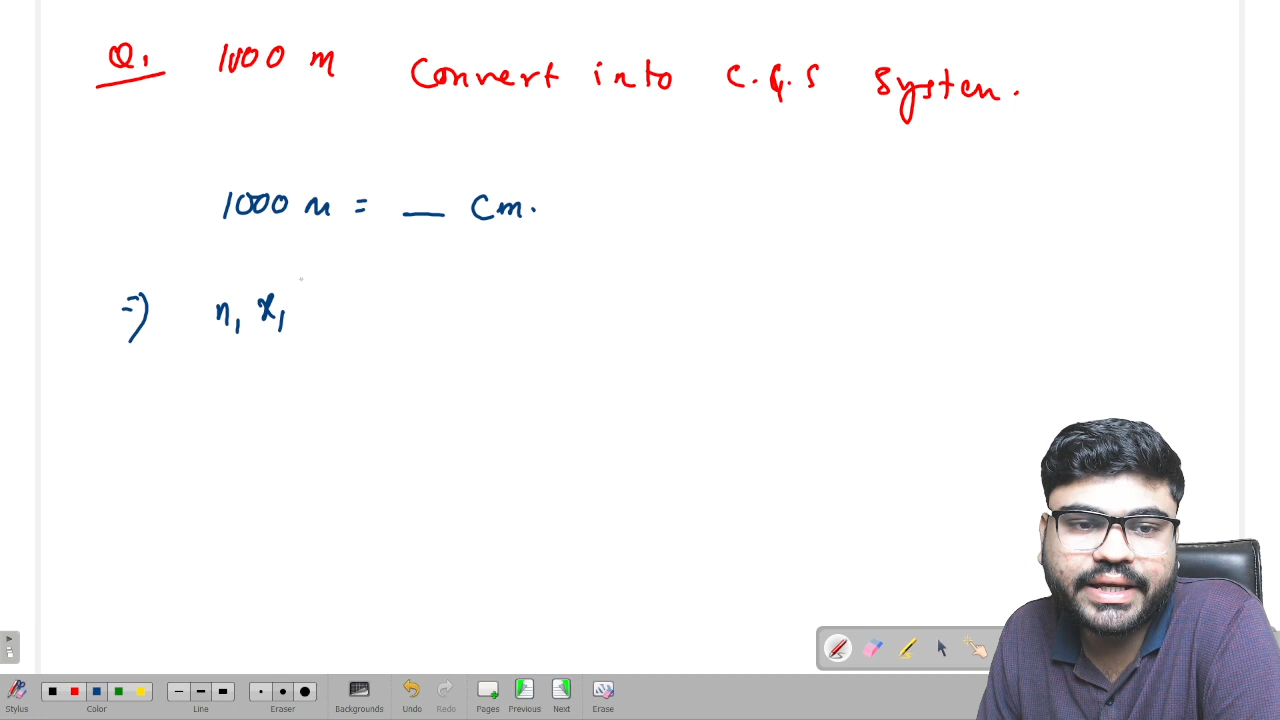 Q. 1000 m Convert into C.G.S System.
1000 m = __ Cm.
=) n1 x1
Stylus Color Line Eraser Backgrounds Undo Redo Pages Previous Next Erase